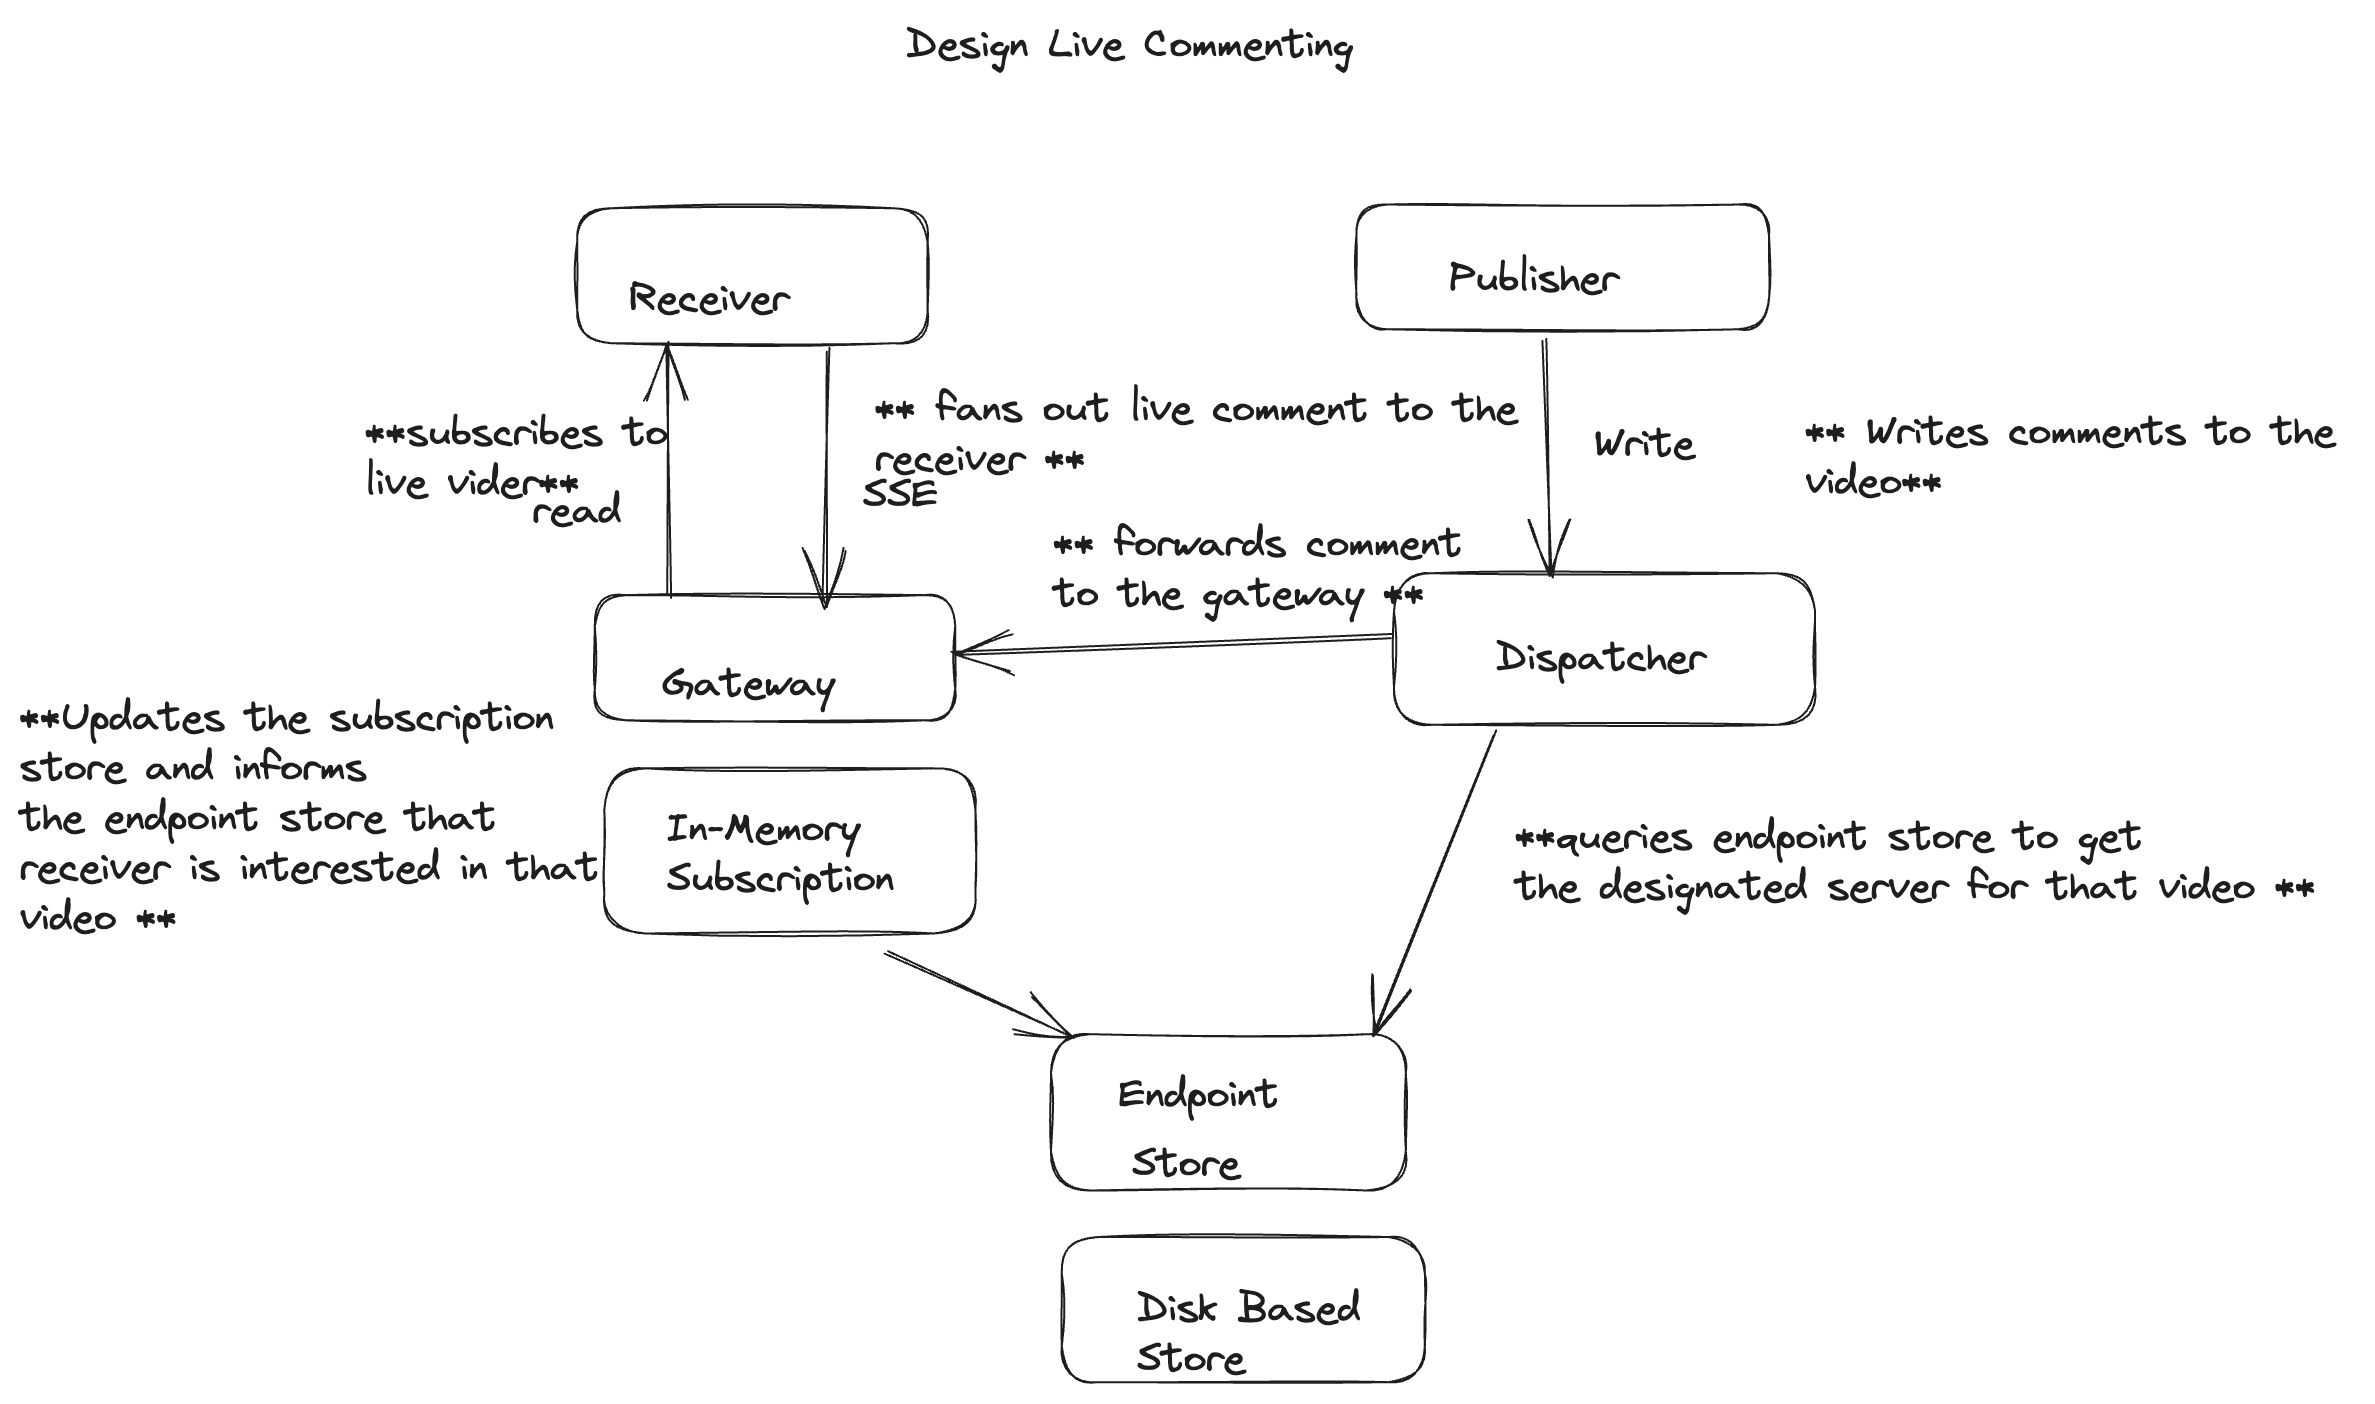 Design Live Commenting
Receiver
Publisher
**subscribes to
live vider**
read
** fans out live comment to the
receiver **
SSE
Write
** Writes comments to the
video**
** forwards comment
to the gateway **
Gateway
Dispatcher
**Updates the subscription
store and informs
the endpoint store that
receiver is interested in that
video **
In-Memory
Subscription
**queries endpoint store to get
the designated server for that video **
Endpoint
Store
Disk Based
Store